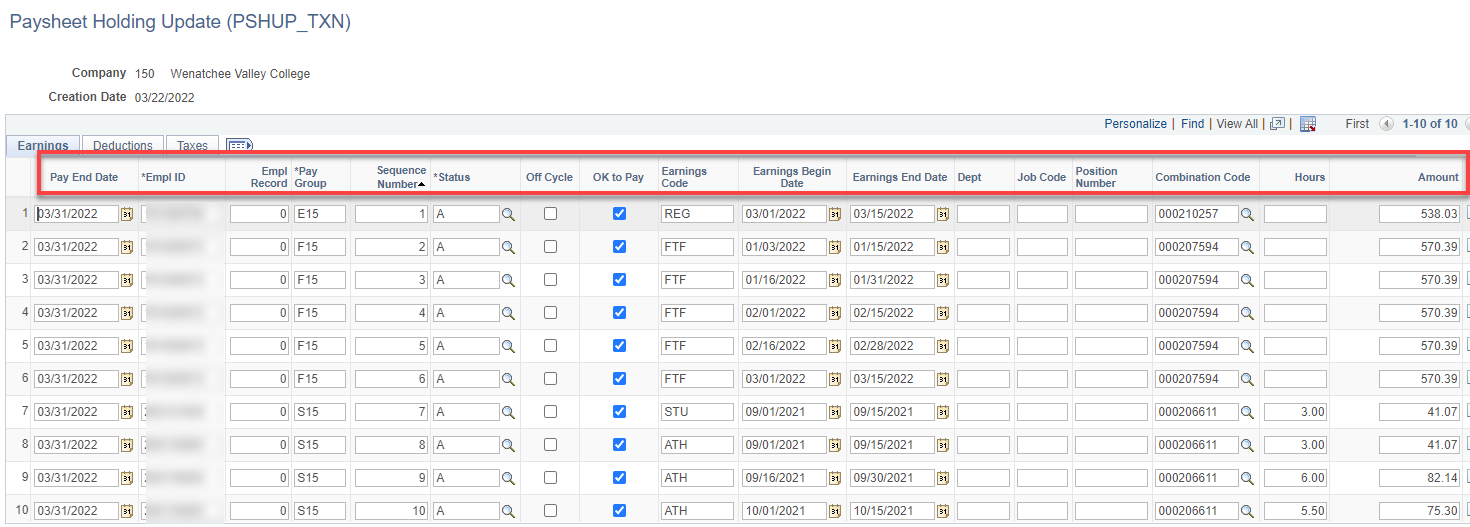 Paysheet Holding Update (PSHUP_TXN)
Company 150 Wenatchee Valley College
Creation Date 03/22/2022
Personalize | Find | View All | | First 1-10 of 10
Earnings Deductions Taxes
Pay End Date *Empl ID Empl Record *Pay Group Sequence Number *Status Off Cycle OK to Pay Earnings Code Earnings Begin Date Earnings End Date Dept Job Code Position Number Combination Code Hours Amount
1 03/31/2022 0 E15 1 A REG 03/01/2022 03/15/2022 000210257 538.03
2 03/31/2022 0 F15 2 A FTF 01/03/2022 01/15/2022 000207594 570.39
3 03/31/2022 0 F15 3 A FTF 01/16/2022 01/31/2022 000207594 570.39
4 03/31/2022 0 F15 4 A FTF 02/01/2022 02/15/2022 000207594 570.39
5 03/31/2022 0 F15 5 A FTF 02/16/2022 02/28/2022 000207594 570.39
6 03/31/2022 0 F15 6 A FTF 03/01/2022 03/15/2022 000207594 570.39
7 03/31/2022 0 S15 7 A STU 09/01/2021 09/15/2021 000206611 3.00 41.07
8 03/31/2022 0 S15 8 A ATH 09/01/2021 09/15/2021 000206611 3.00 41.07
9 03/31/2022 0 S15 9 A ATH 09/16/2021 09/30/2021 000206611 6.00 82.14
10 03/31/2022 0 S15 10 A ATH 10/01/2021 10/15/2021 000206611 5.50 75.30